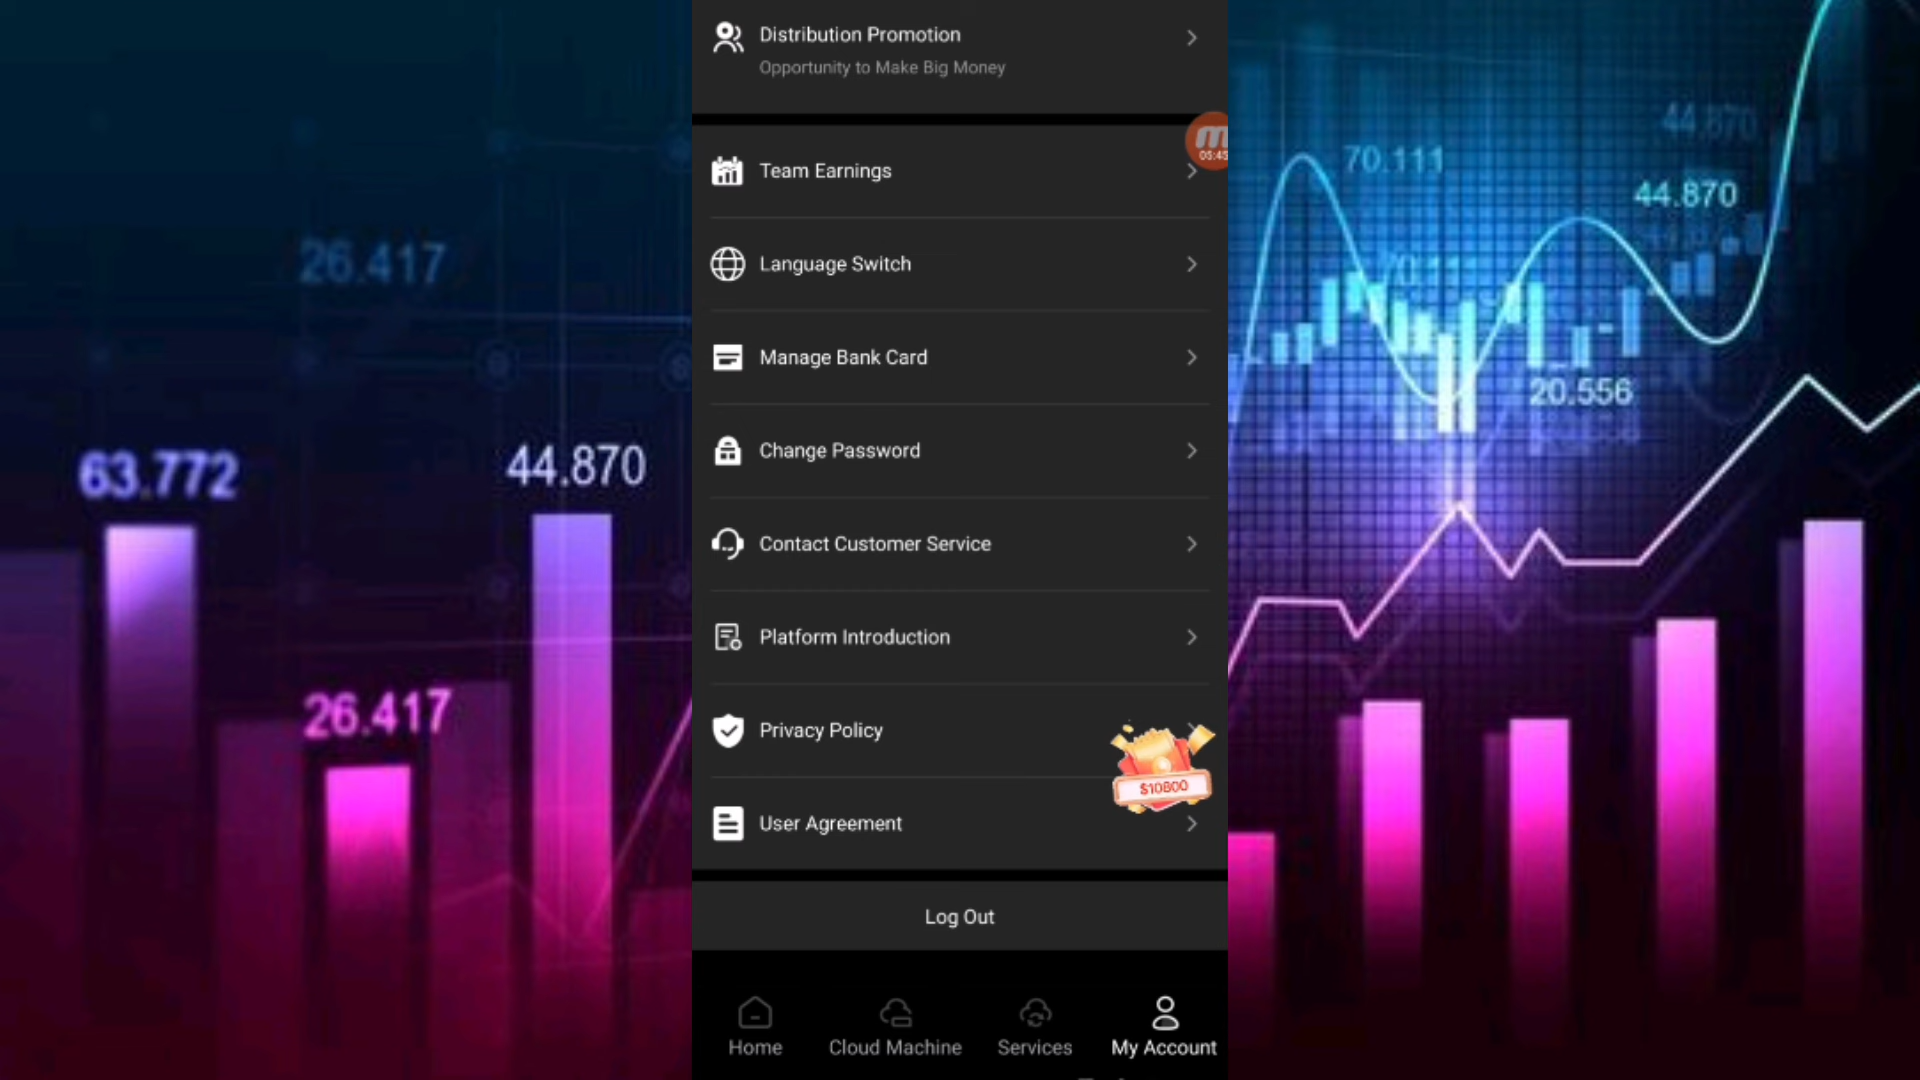 Distribution Promotion
Opportunity to Make Big Money
05:45
Team Earnings
Language Switch
Manage Bank Card
Change Password
Contact Customer Service
Platform Introduction
Privacy Policy
$10800
User Agreement
Log Out
Home
Cloud Machine
Services
My Account
26.417
63.772
44.870
26.417
70.111
44.870
44.870
20.556